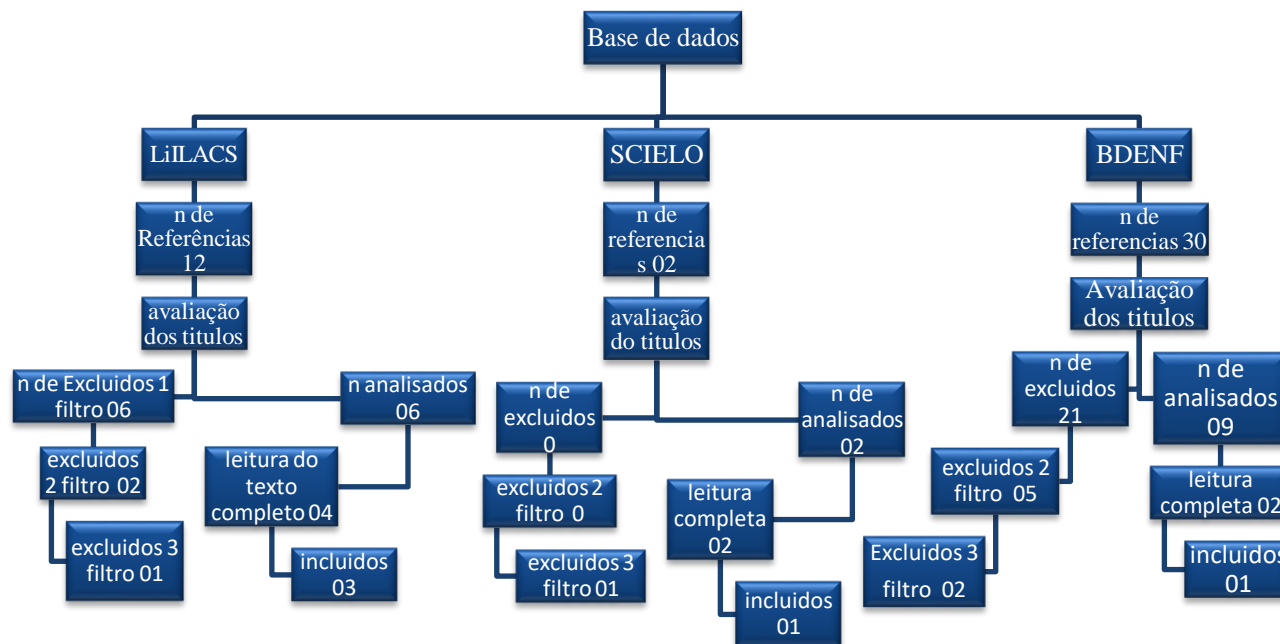 Base de dados
LiILACS
n de
Referências
12
avaliação
dos titulos
n de Excluidos 1
filtro 06
excluidos
2 filtro 02
excluidos 3
filtro 01
n analisados
06
leitura do
texto
completo 04
incluidos
03
SCIELO
n de
referencia
s 02
avaliação
do titulos
n de
excluidos
0
excluidos 2
filtro 0
excluidos 3
filtro 01
n de
analisados
02
leitura
completa
02
incluidos
01
BDENF
n de
referencias 30
Avaliação
dos titulos
n de
excluidos
21
excluidos 2
filtro 05
Excluidos 3
filtro 02
n de
analisados
09
leitura
completa 02
incluidos
01